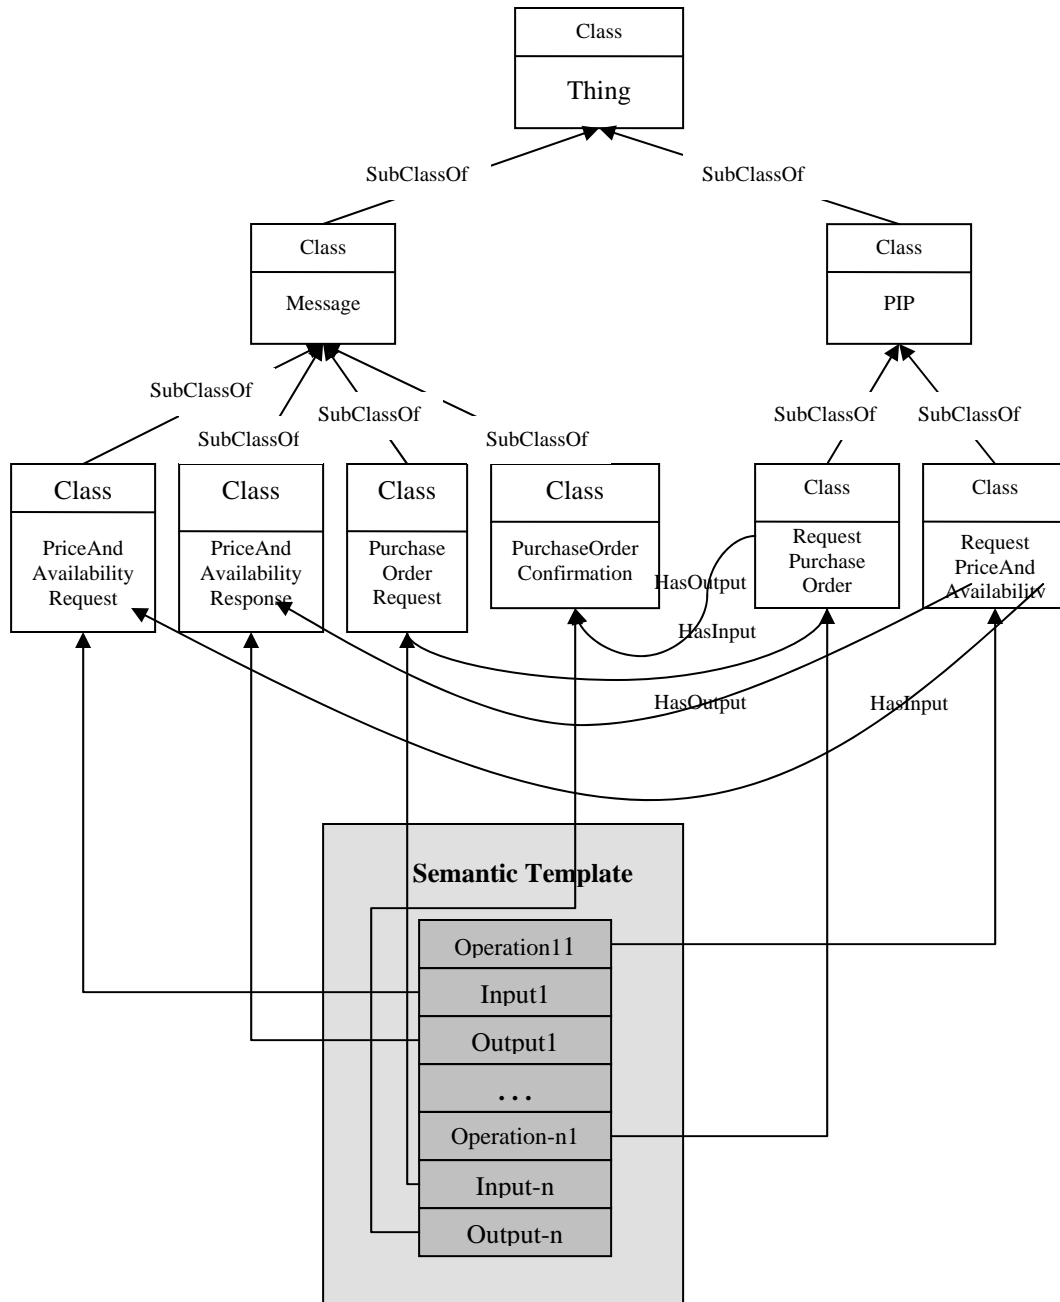 Class
Thing
SubClassOf
SubClassOf
Class
Message
Class
PIP
SubClassOf
SubClassOf
SubClassOf
SubClassOf
SubClassOf
SubClassOf
Class
PriceAnd
Availability
Request
Class
PriceAnd
Availability
Response
Class
Purchase
Order
Request
Class
PurchaseOrder
Confirmation
Class
Request
Purchase
Order
Class
Request
PriceAnd
Availability
HasOutput
HasInput
HasOutput
HasInput
Semantic Template
Operation11
Input1
Output1
...
Operation-n1
Input-n
Output-n